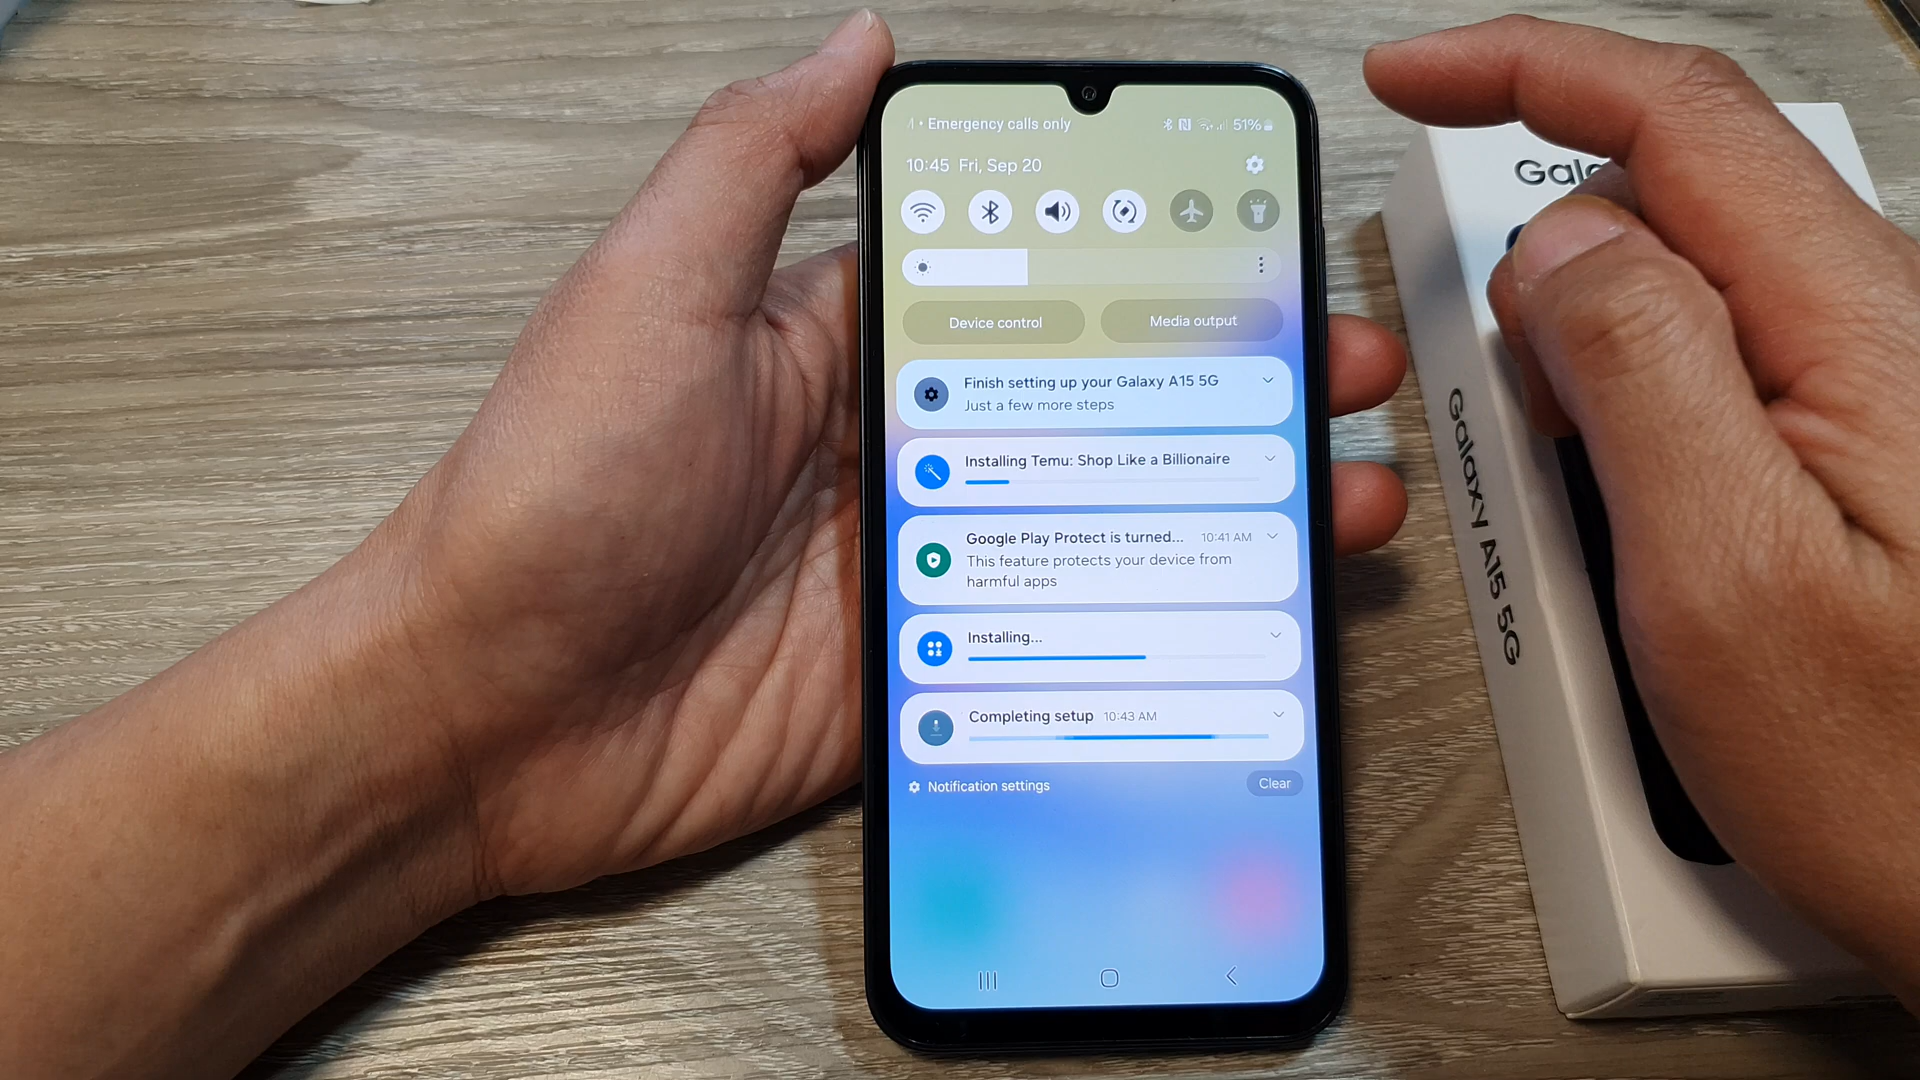 • Emergency calls only
51%
10:45 Fri, Sep 20
Device control
Media output
Finish setting up your Galaxy A15 5G
Just a few more steps
Installing Temu: Shop Like a Billionaire
Google Play Protect is turned... 10:41 AM
This feature protects your device from
harmful apps
Installing...
Completing setup 10:43 AM
Notification settings
Clear
Galaxy A15 5G